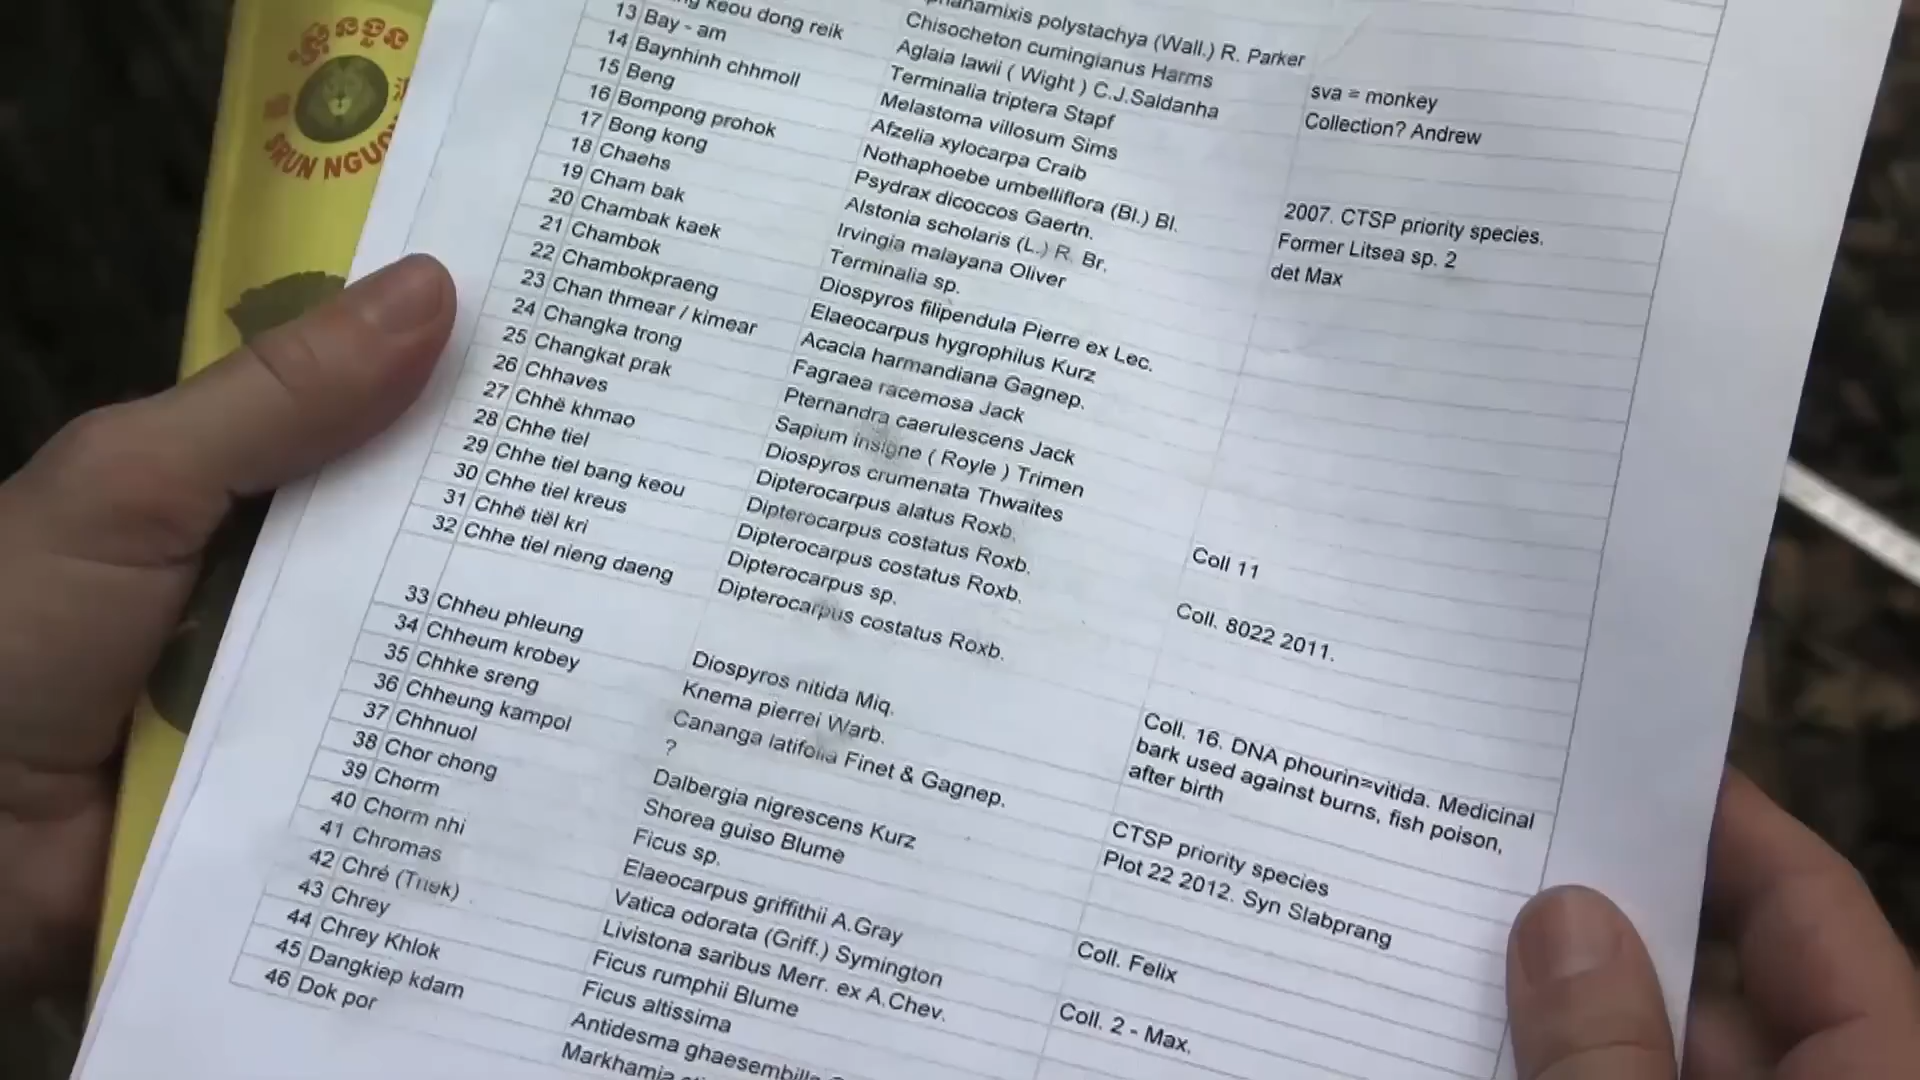 keou dong reik
13 Bay - am
14 Baynhinh chhmoll
15 Beng
16 Bompong prohok
17 Bong kong
18 Chaehs
19 Cham bak
20 Chambak kaek
21 Chambok
22 Chambokpraeng
23 Chan thmear / kimear
24 Changka trong
25 Changkat prak
26 Chhaves
27 Chhë khmao
28 Chhe tiel
29 Chhe tiel bang keou
30 Chhe tiel kreus
31 Chhë tiël kri
32 Chhe tiel nieng daeng
33 Chheu phleung
34 Chheum krobey
35 Chhke sreng
36 Chheung kampol
37 Chhnuol
38 Chor chong
39 Chorm
40 Chorm nhi
41 Chromas
42 Chré
43 Chrey
44 Chrey Khlok
45 Dangkiep kdam
46 Dok por
polystachya (Wall.) R. Parker
Chisocheton cumingianus Harms
Aglaia lawii ( Wight ) C.J.Saldanha
Terminalia triptera Stapf
Melastoma villosum Sims
Afzelia xylocarpa Craib
Nothaphoebe umbelliflora (Bl.) Bl.
Psydrax dicoccos Gaertn.
Alstonia scholaris (L.) R. Br.
Irvingia malayana Oliver
Terminalia sp.
Diospyros filipendula Pierre ex Lec.
Elaeocarpus hygrophilus Kurz
Acacia harmandiana Gagnep.
Fagraea racemosa Jack
Pternandra caerulescens Jack
Sapium insigne ( Royle ) Trimen
Diospyros crumenata Thwaites
Dipterocarpus alatus Roxb.
Dipterocarpus costatus Roxb.
Dipterocarpus costatus Roxb.
Dipterocarpus sp.
Dipterocarpus costatus Roxb.
Diospyros nitida Miq.
Knema pierrei Warb.
Cananga latifolia Finet & Gagnep.
?
Dalbergia nigrescens Kurz
Shorea guiso Blume
Ficus sp.
Elaeocarpus griffithii A.Gray
Vatica odorata (Griff.) Symington
Livistona saribus Merr. ex A.Chev.
Ficus rumphii Blume
Ficus altissima
Antidesma
Markhamia
sva = monkey
Collection? Andrew
2007. CTSP priority species.
Former Litsea sp. 2
det Max
Coll 11
Coll. 8022 2011.
Coll. 16. DNA phourin=vitida. Medicinal
bark used against burns, fish poison,
after birth
CTSP priority species
Plot 22 2012. Syn Slabprang
Coll. Felix
Coll. 2 - Max.
SRUN